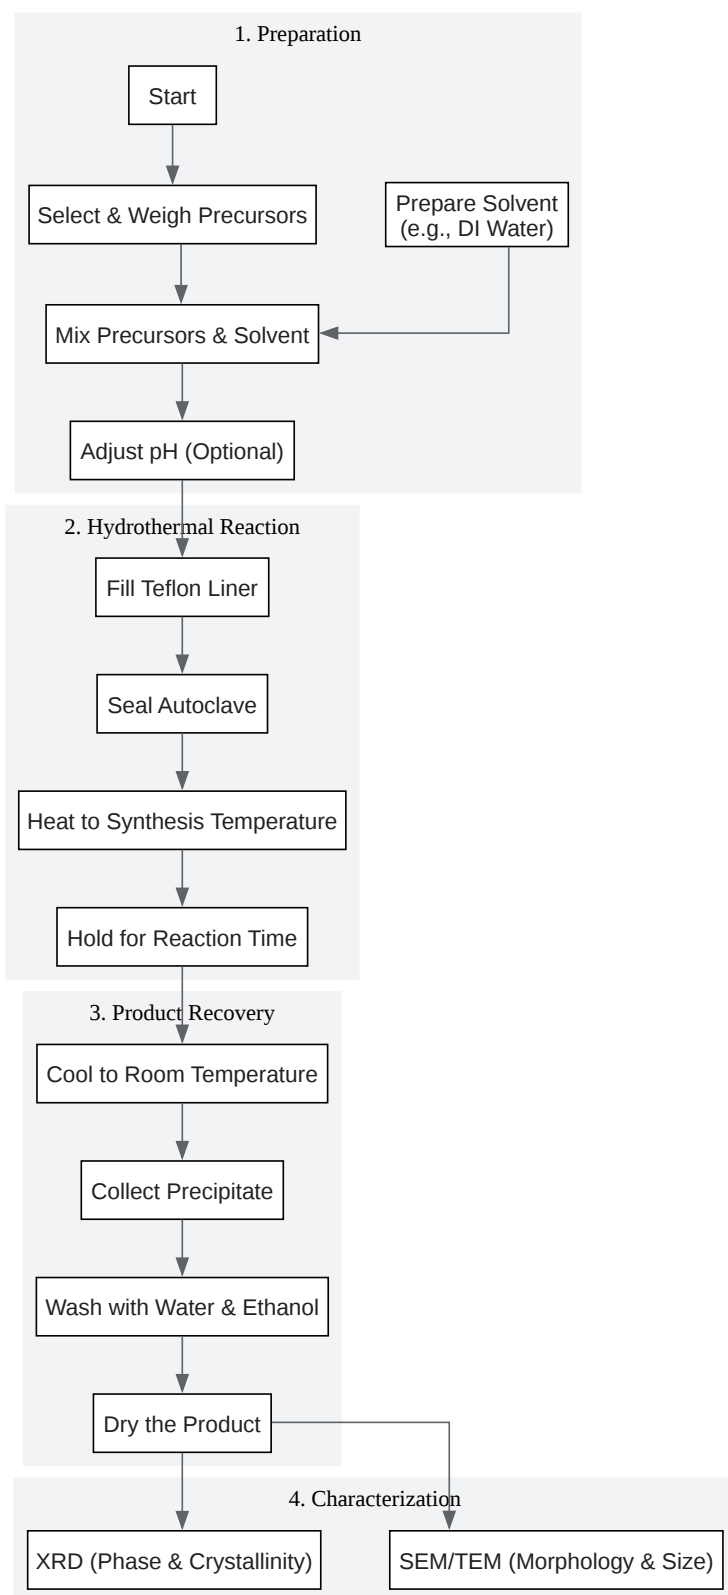 1. Preparation
Start
Select & Weigh Precursors
Prepare Solvent
(e.g., DI Water)
Mix Precursors & Solvent
Adjust pH (Optional)
2. Hydrothermal Reaction
Fill Teflon Liner
Seal Autoclave
Heat to Synthesis Temperature
Hold for Reaction Time
3. Product Recovery
Cool to Room Temperature
Collect Precipitate
Wash with Water & Ethanol
Dry the Product
4. Characterization
XRD (Phase & Crystallinity)
SEM/TEM (Morphology & Size)